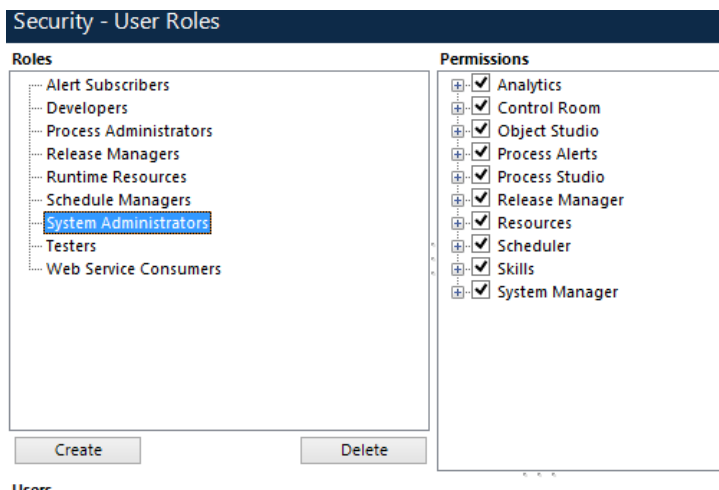 Security - User Roles
Roles
Alert Subscribers
Developers
Process Administrators
Release Managers
Runtime Resources
Schedule Managers
System Administrators
Testers
Web Service Consumers
Create
Delete
Permissions
Analytics
Control Room
Object Studio
Process Alerts
Process Studio
Release Manager
Resources
Scheduler
Skills
System Manager
Users